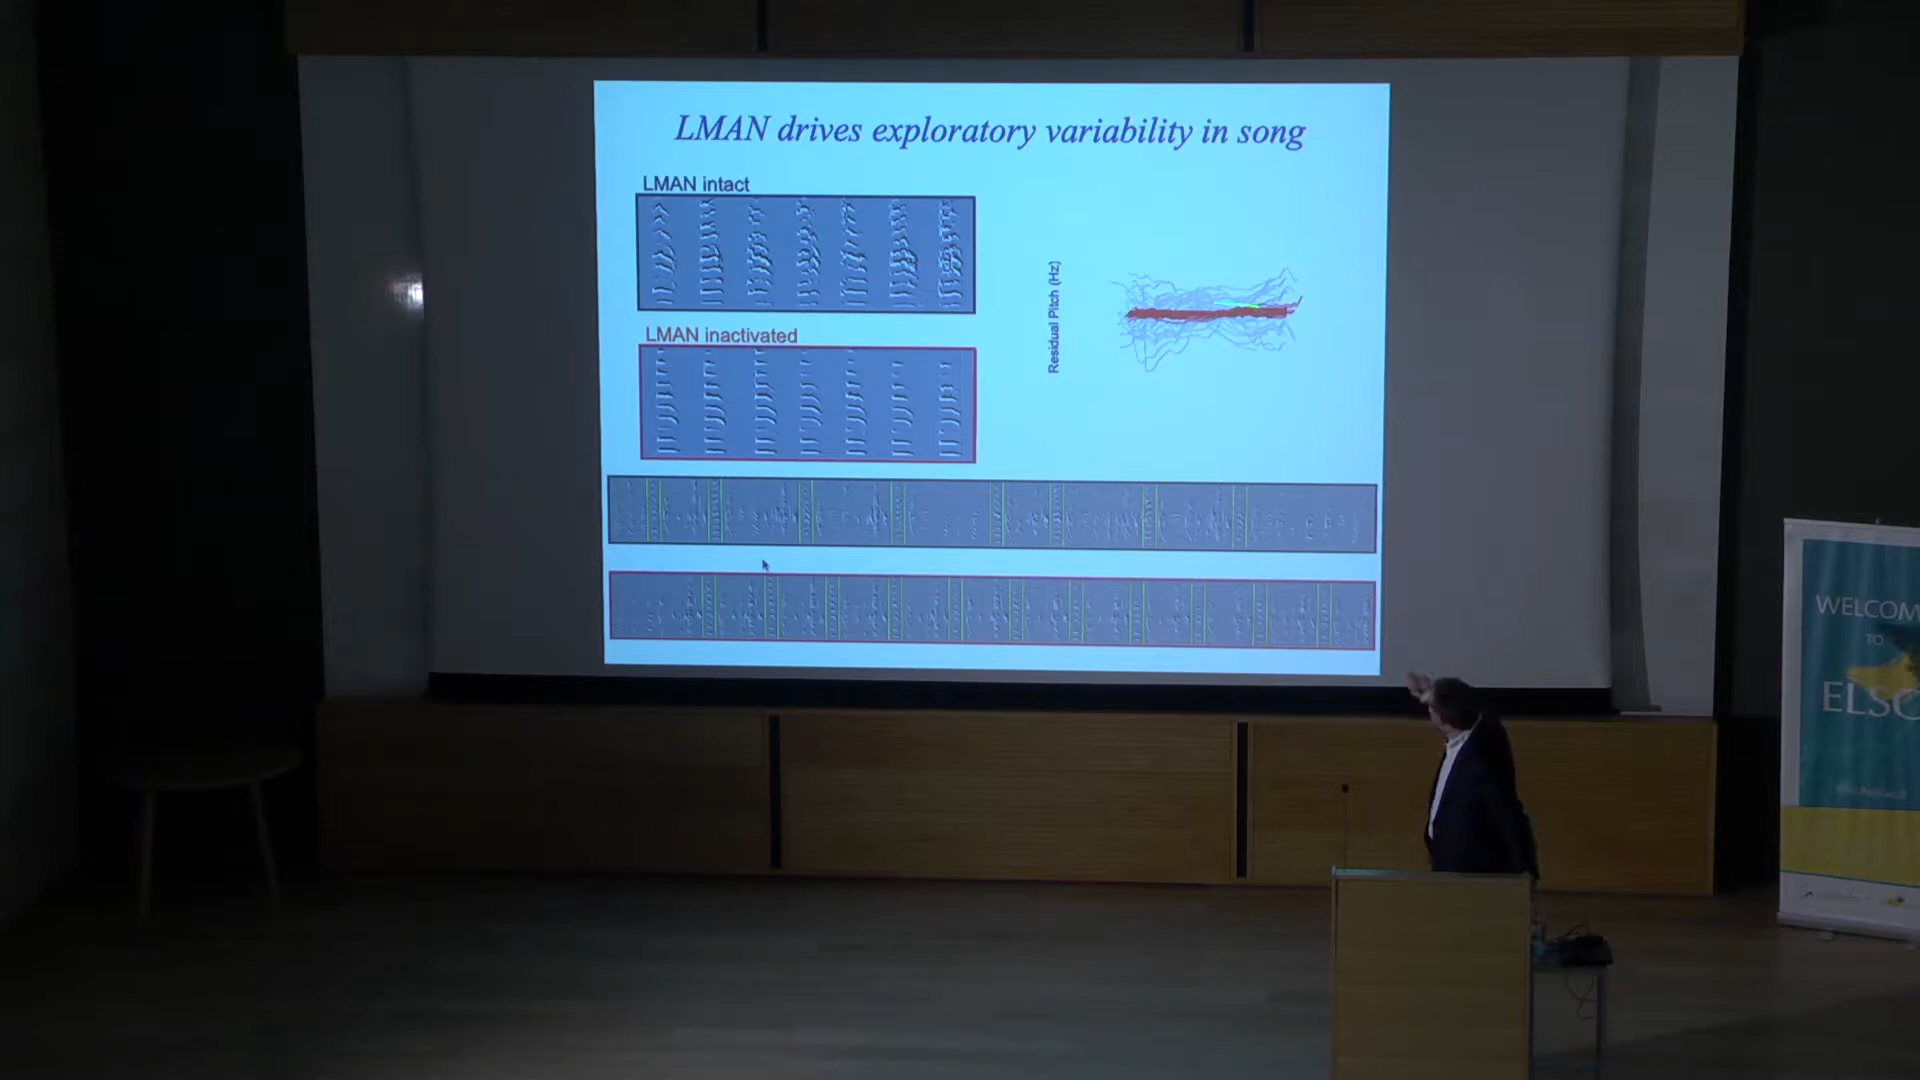 LMAN drives exploratory variability in song
LMAN intact
LMAN inactivated
Residual Pitch (Hz)
WELCOM
TO
ELSC